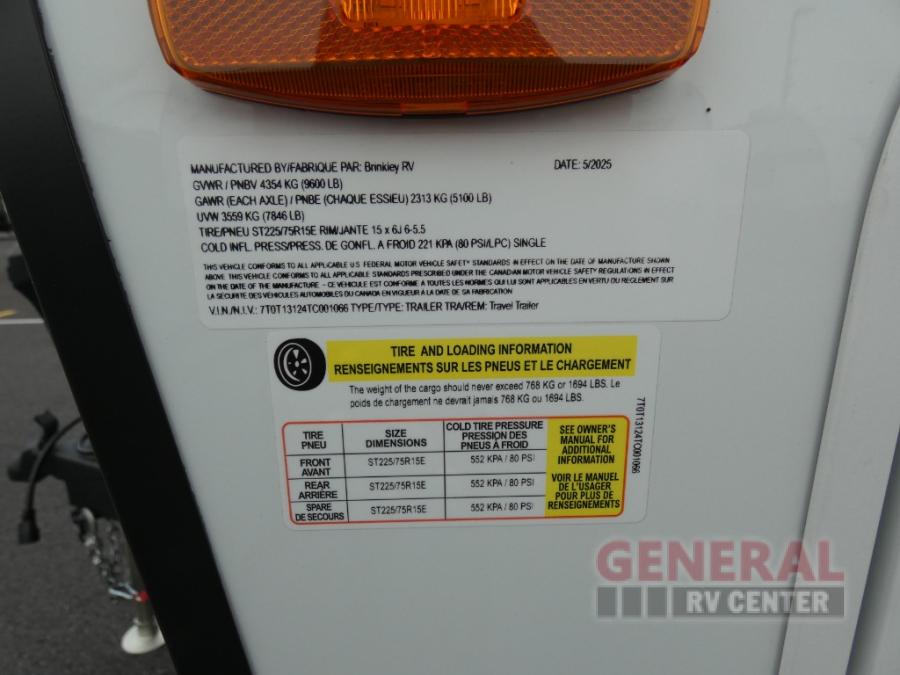 MANUFACTURED BY/FABRIQUE PAR: Brinkley RV DATE: 5/2025
GVWR / PNBV 4354 KG (9600 LB)
GAWR (EACH AXLE) / PNBE (CHAQUE ESSIEU) 2313 KG (5100 LB)
UVW 3559 KG (7846 LB)
TIRE/PNEU ST225/75R15E RIM/JANTE 15 x 6J 6-5.5
COLD INFL. PRESS/PRESS. DE GONFL. A FROID 221 KPA (80 PSI/LPC) SINGLE
THIS VEHICLE CONFORMS TO ALL APPLICABLE U.S. FEDERAL MOTOR VEHICLE SAFETY STANDARDS IN EFFECT ON THE DATE OF MANUFACTURE SHOWN
ABOVE. THIS VEHICLE CONFORMS TO ALL APPLICABLE STANDARDS PRESCRIBED UNDER THE CANADIAN MOTOR VEHICLE SAFETY REGULATIONS IN EFFECT
ON THE DATE OF THE MANUFACTURE - CE VEHICULE EST CONFORME A TOUTES LES NORMES QUI LUI SONT APPLICABLES EN VERTU DU REGLEMENT SUR
LA SECURITE DES VEHICULES AUTOMOBILES DU CANADA EN VIGUEUR A LA DATE DE SA FABRICATION
V.I.N./N.I.V.: 7T0T13124TC001066 TYPE/TYPE: TRAILER TRA/REM: Travel Trailer
TIRE AND LOADING INFORMATION
RENSEIGNEMENTS SUR LES PNEUS ET LE CHARGEMENT
The weight of the cargo should never exceed 768 KG or 1694 LBS. Le
poids de chargement ne devrait jamais 768 KG ou 1694 LBS.
TIRE
PNEU
SIZE
DIMENSIONS
COLD TIRE PRESSURE
PRESSION DES
PNEUS À FROID
FRONT
AVANT
ST225/75R15E
552 KPA / 80 PSI
REAR
ARRIÈRE
ST225/75R15E
552 KPA / 80 PSI
SPARE
DE SECOURS
ST225/75R15E
552 KPA / 80 PSI
SEE OWNER'S
MANUAL FOR
ADDITIONAL
INFORMATION
VOIR LE MANUEL
DE L'USAGER
POUR PLUS DE
RENSEIGNEMENTS
7T0T13124TC001066
GENERAL
RV CENTER